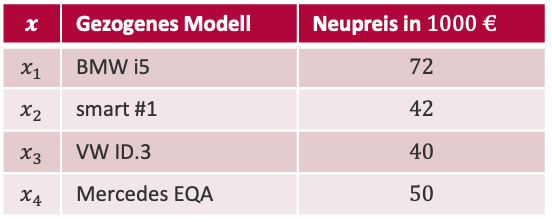 x Gezogenes Modell Neupreis in 1000 €
x₁ BMW i5 72
x₂ smart #1 42
x₃ VW ID.3 40
x₄ Mercedes EQA 50